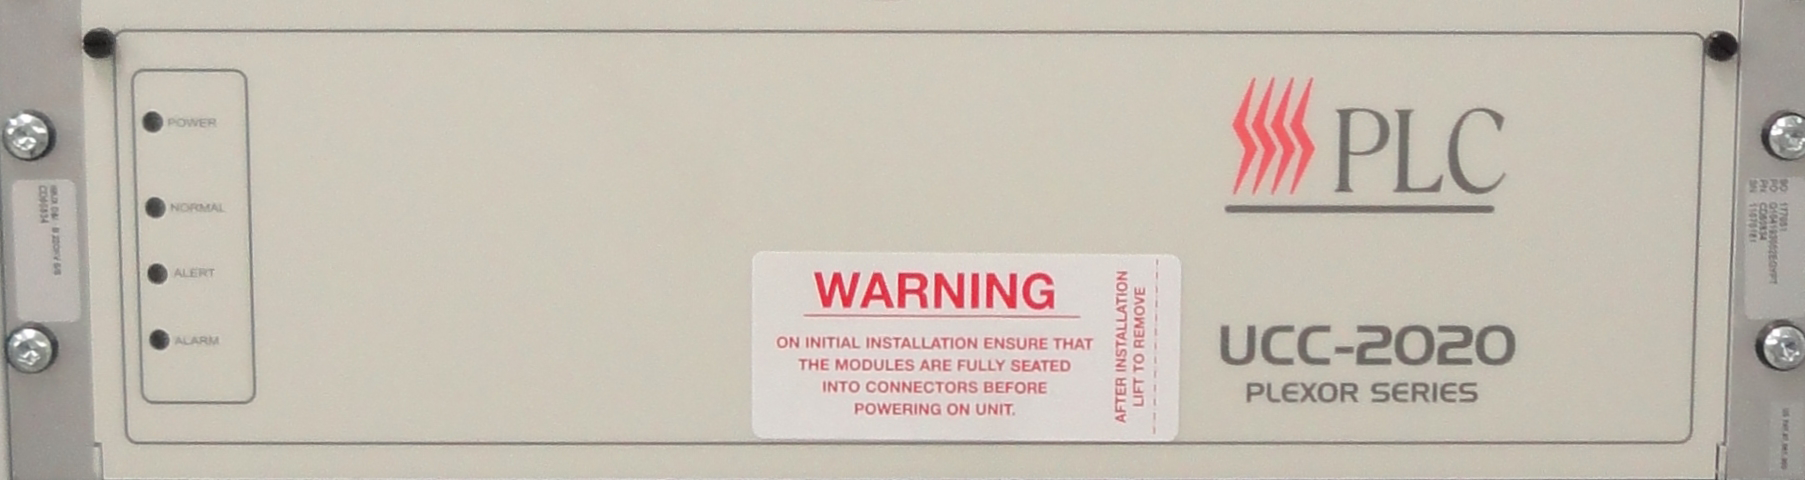 POWER
NORMAL
ALERT
ALARM
PLC
WARNING
ON INITIAL INSTALLATION ENSURE THAT
THE MODULES ARE FULLY SEATED
INTO CONNECTORS BEFORE
POWERING ON UNIT.
AFTER INSTALLATION
LIFT TO REMOVE
UCC-2020
PLEXOR SERIES